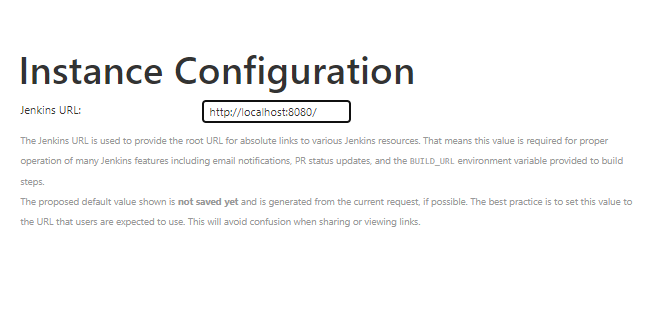 Instance Configuration
Jenkins URL: http://localhost:8080/
The Jenkins URL is used to provide the root URL for absolute links to various Jenkins resources. That means this value is required for proper
operation of many Jenkins features including email notifications, PR status updates, and the BUILD_URL environment variable provided to build
steps.
The proposed default value shown is not saved yet and is generated from the current request, if possible. The best practice is to set this value to
the URL that users are expected to use. This will avoid confusion when sharing or viewing links.